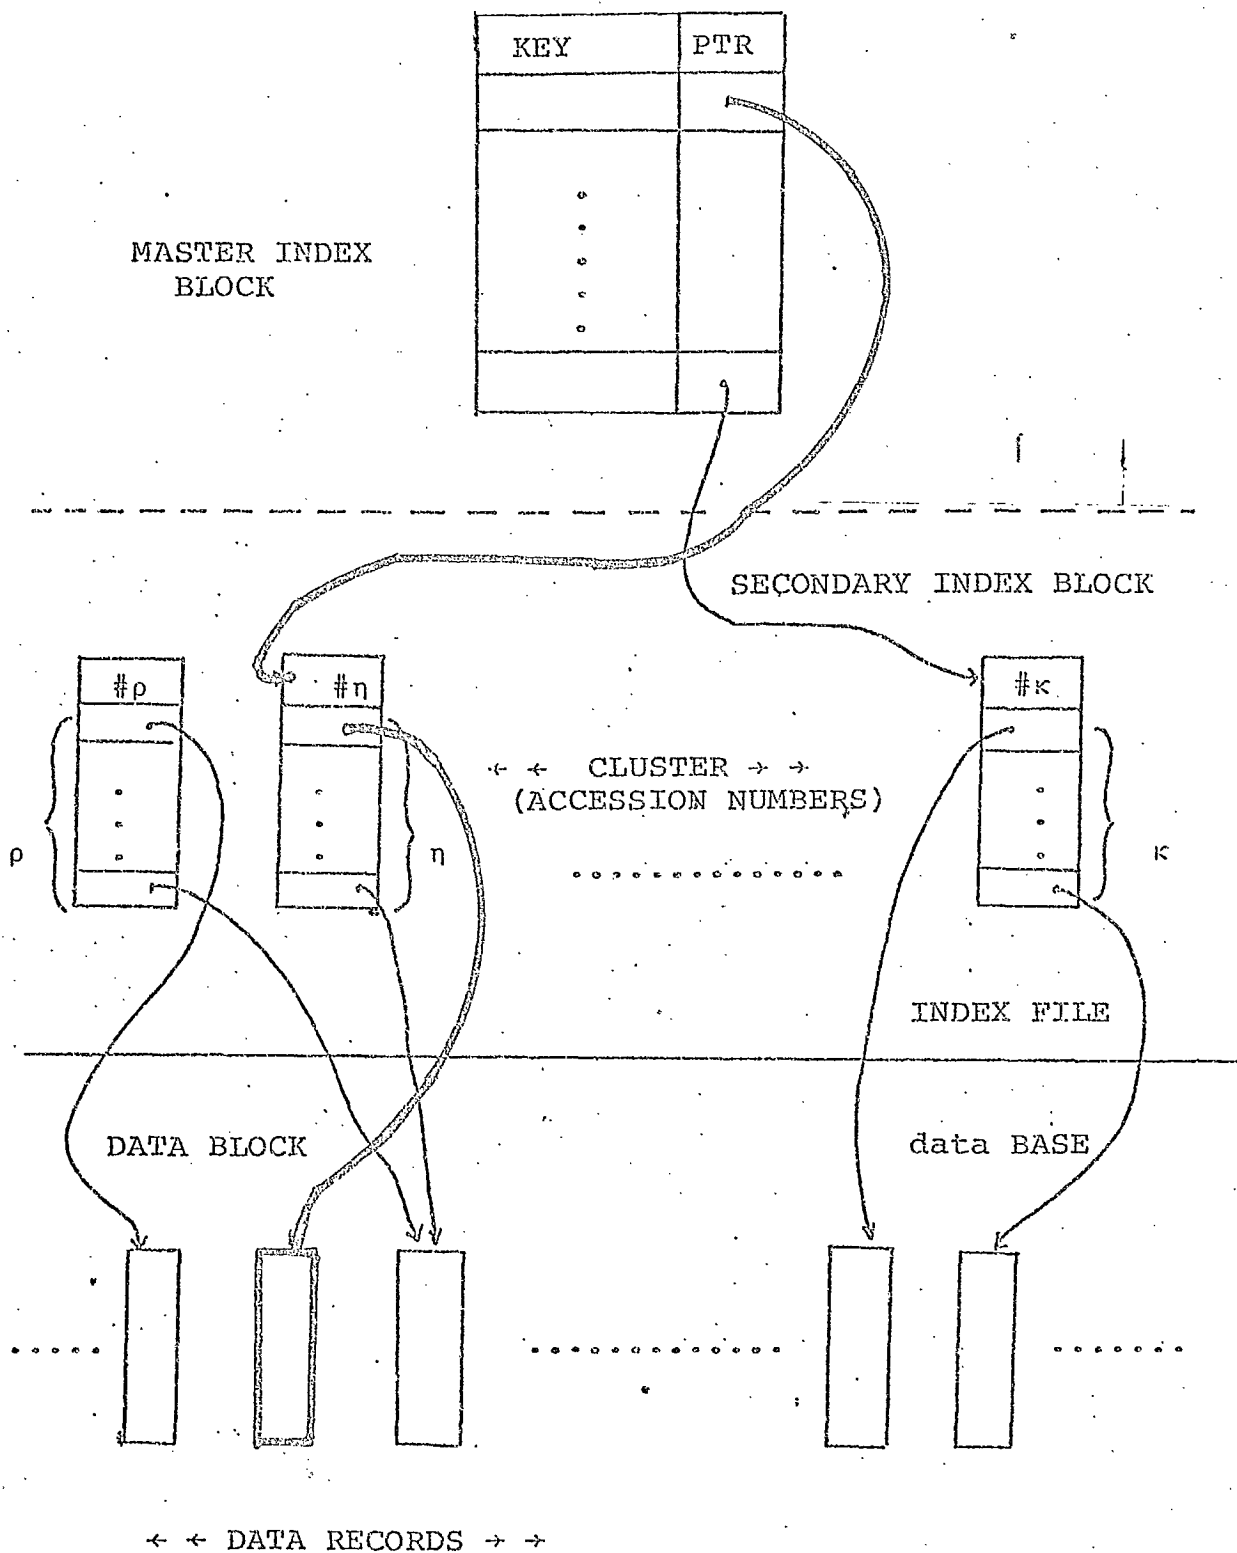 KEY PTR
MASTER INDEX
BLOCK
SECONDARY INDEX BLOCK
#ρ #η #κ
← ← CLUSTER → →
(ACCESSION NUMBERS)
ρ η κ
INDEX FILE
DATA BLOCK data BASE
← ← DATA RECORDS → →